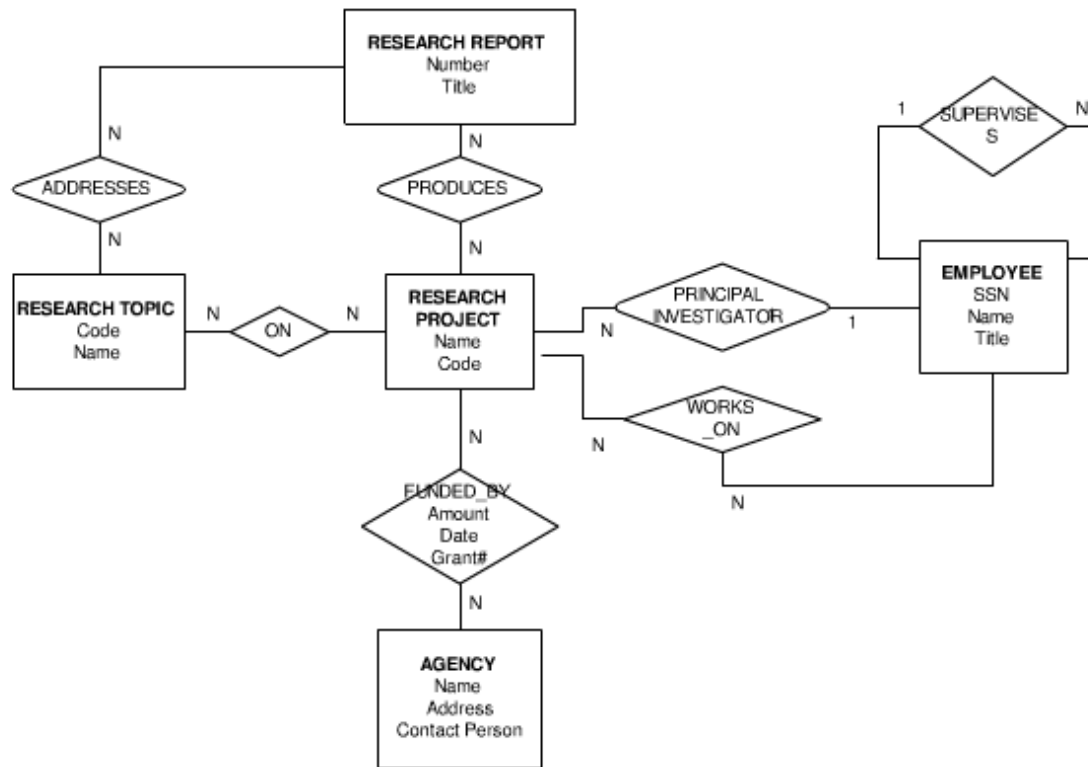 RESEARCH REPORT
Number
Title
1
SUPERVISE
S
N
N
N
ADDRESSES
PRODUCES
N
N
RESEARCH TOPIC
Code
Name
N
ON
N
RESEARCH
PROJECT
Name
Code
N
PRINCIPAL
INVESTIGATOR
1
EMPLOYEE
SSN
Name
Title
N
WORKS
_ON
N
N
FUNDED_BY
Amount
Date
Grant#
N
AGENCY
Name
Address
Contact Person